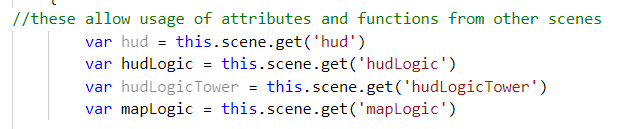 {
//these allow usage of attributes and functions from other scenes
var hud = this.scene.get('hud')
var hudLogic = this.scene.get('hudLogic')
var hudLogicTower = this.scene.get('hudLogicTower')
var mapLogic = this.scene.get('mapLogic')